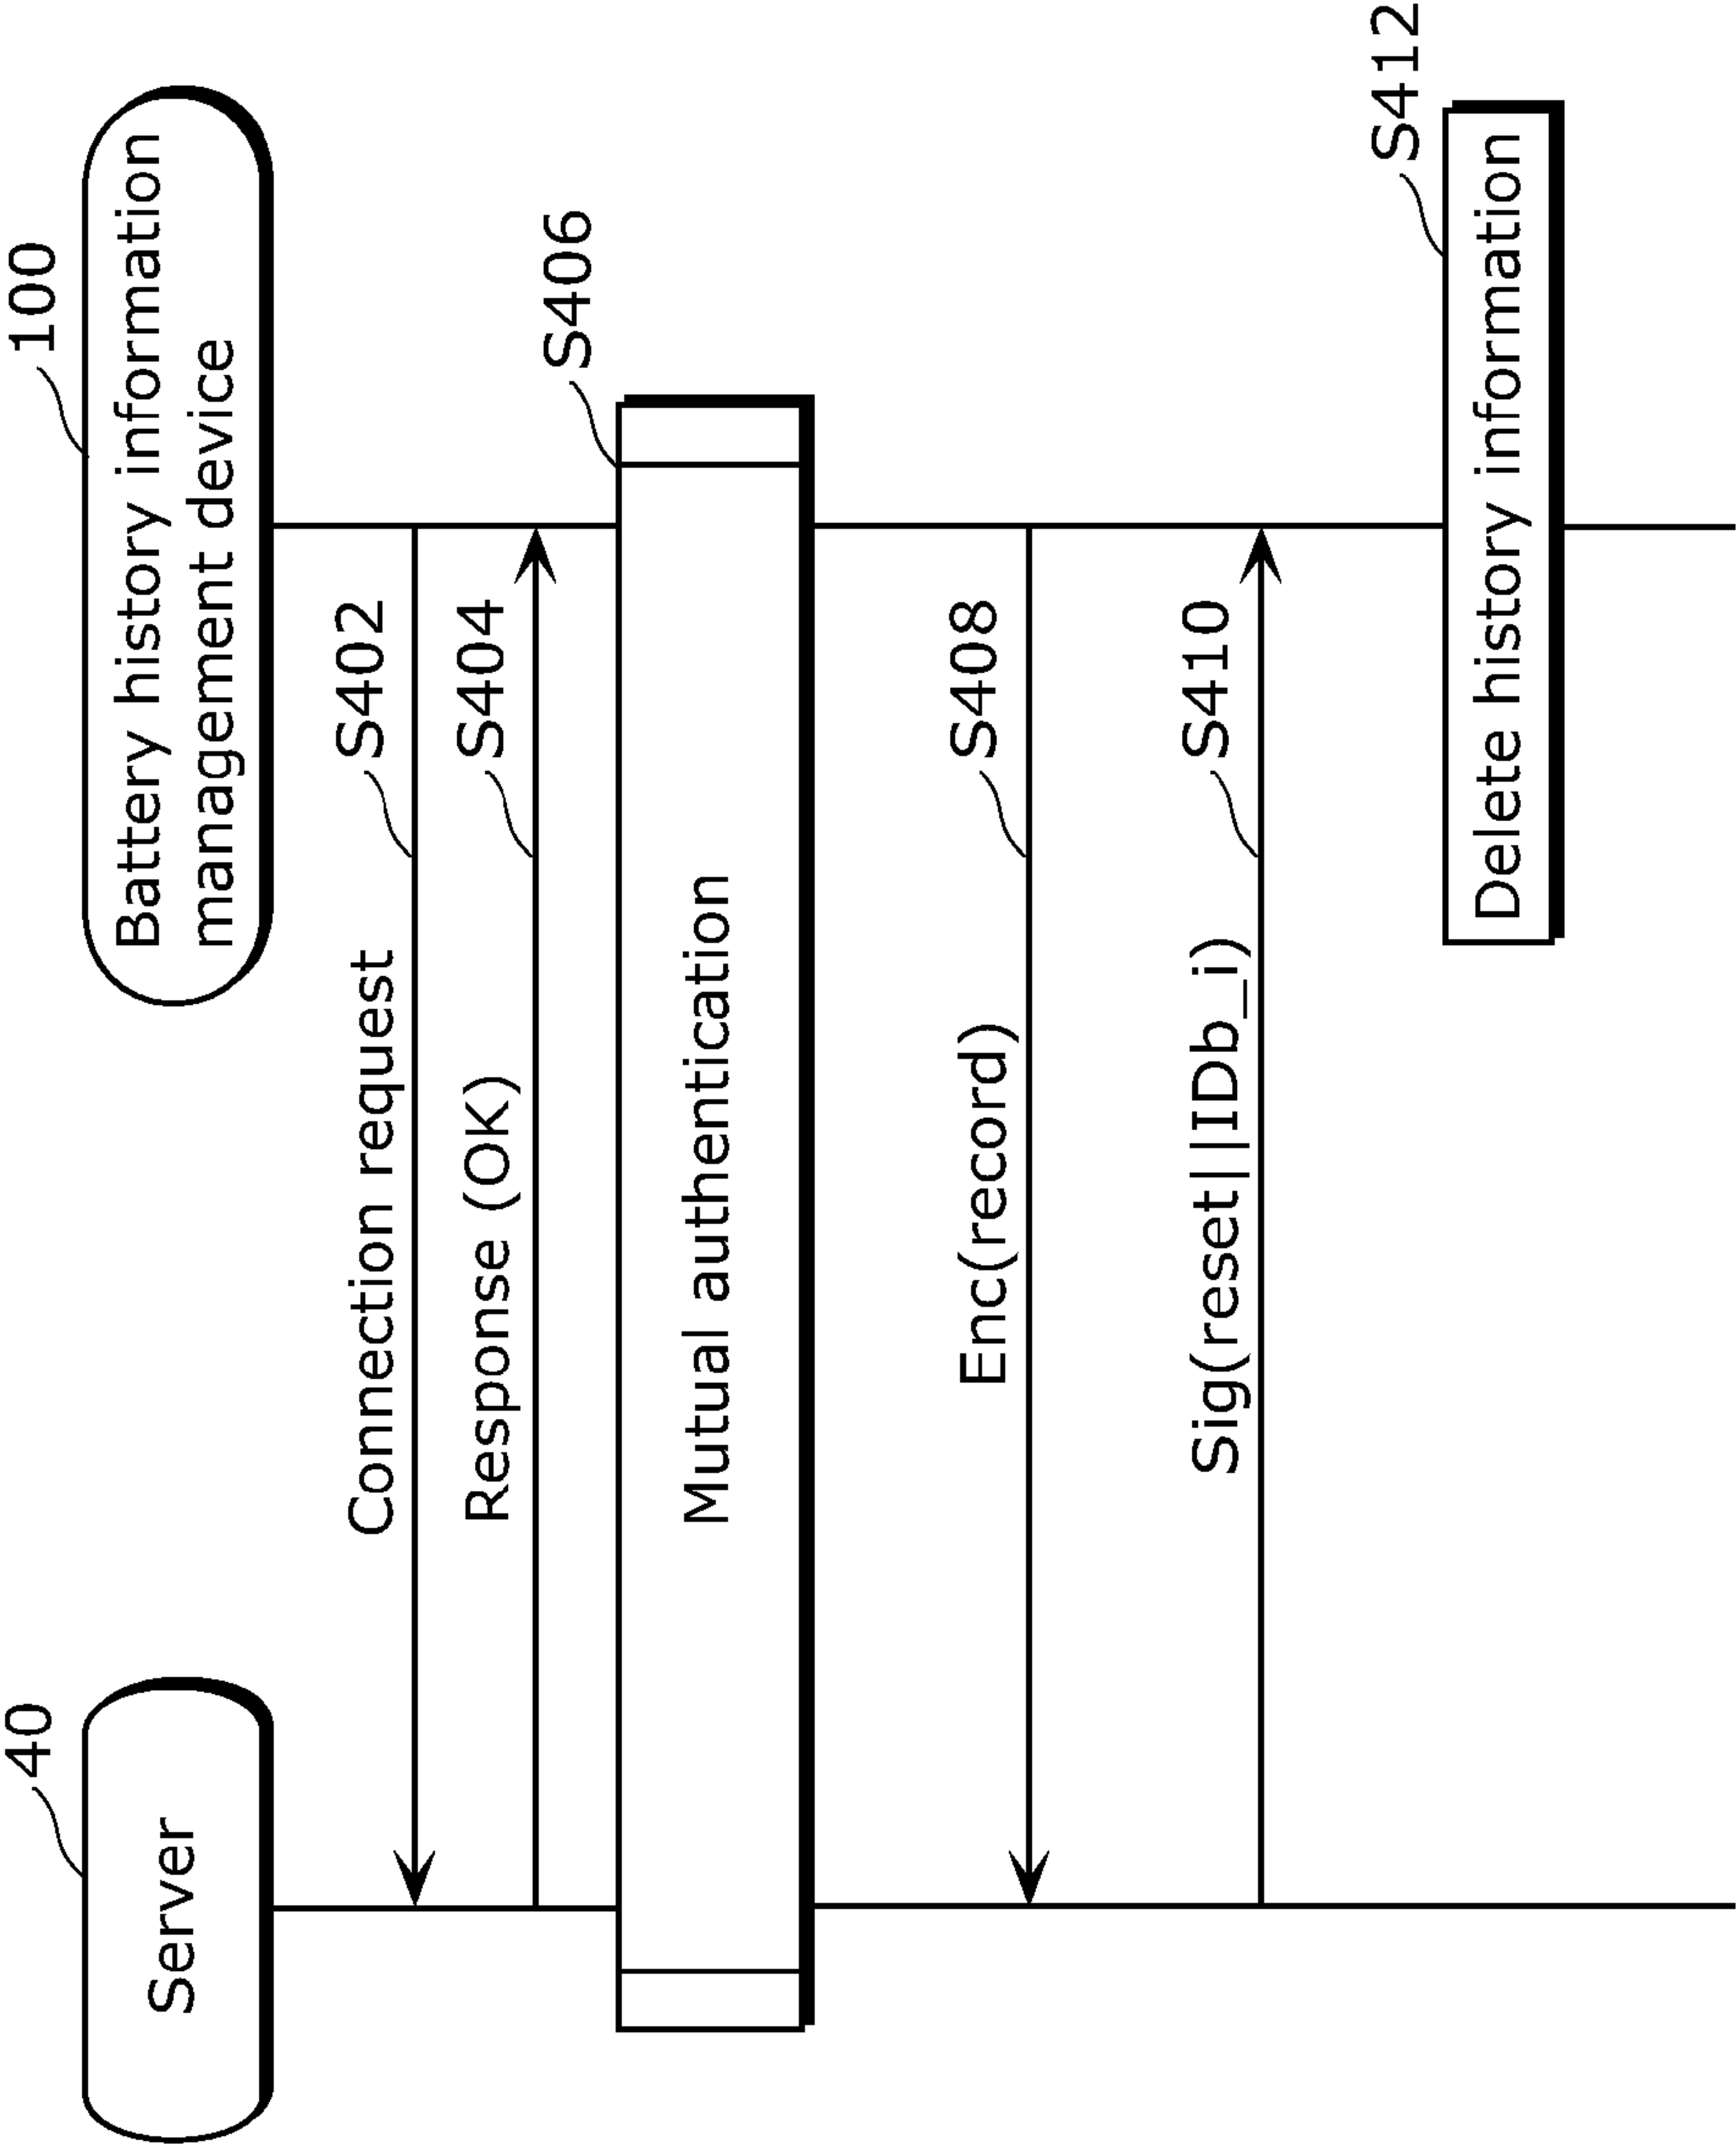 40
100
Server
Battery history information
management device
S402
Connection request
S404
Response (OK)
S406
Mutual authentication
S408
Enc(record)
S410
Sig(reset||IDb_i)
S412
Delete history information